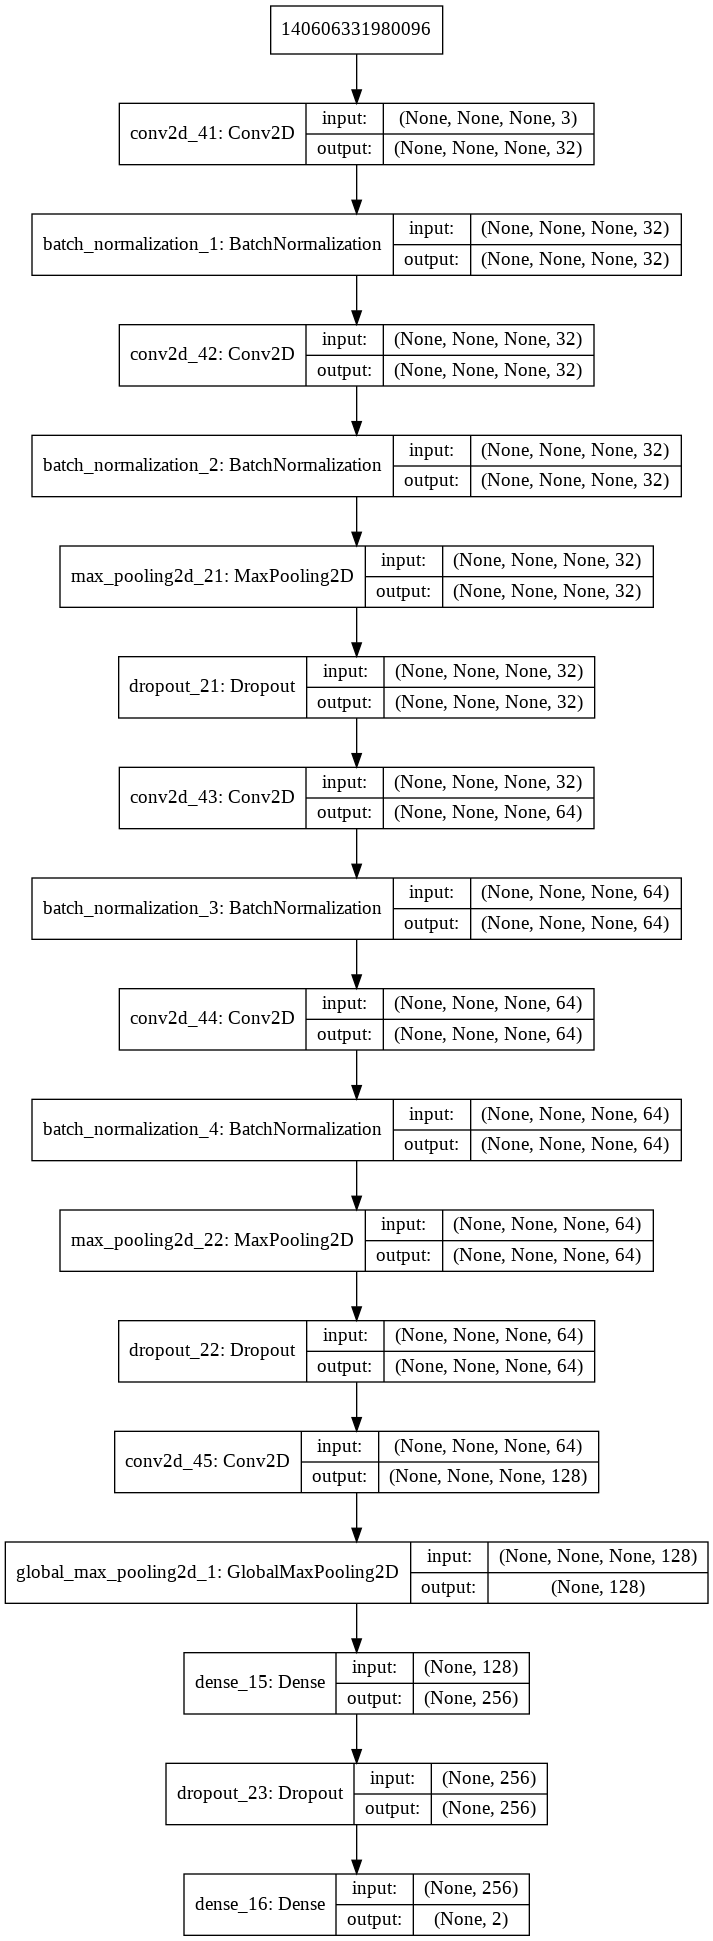 140606331980096
conv2d_41: Conv2D
input: (None, None, None, 3)
output: (None, None, None, 32)
batch_normalization_1: BatchNormalization
input: (None, None, None, 32)
output: (None, None, None, 32)
conv2d_42: Conv2D
input: (None, None, None, 32)
output: (None, None, None, 32)
batch_normalization_2: BatchNormalization
input: (None, None, None, 32)
output: (None, None, None, 32)
max_pooling2d_21: MaxPooling2D
input: (None, None, None, 32)
output: (None, None, None, 32)
dropout_21: Dropout
input: (None, None, None, 32)
output: (None, None, None, 32)
conv2d_43: Conv2D
input: (None, None, None, 32)
output: (None, None, None, 64)
batch_normalization_3: BatchNormalization
input: (None, None, None, 64)
output: (None, None, None, 64)
conv2d_44: Conv2D
input: (None, None, None, 64)
output: (None, None, None, 64)
batch_normalization_4: BatchNormalization
input: (None, None, None, 64)
output: (None, None, None, 64)
max_pooling2d_22: MaxPooling2D
input: (None, None, None, 64)
output: (None, None, None, 64)
dropout_22: Dropout
input: (None, None, None, 64)
output: (None, None, None, 64)
conv2d_45: Conv2D
input: (None, None, None, 64)
output: (None, None, None, 128)
global_max_pooling2d_1: GlobalMaxPooling2D
input: (None, None, None, 128)
output: (None, 128)
dense_15: Dense
input: (None, 128)
output: (None, 256)
dropout_23: Dropout
input: (None, 256)
output: (None, 256)
dense_16: Dense
input: (None, 256)
output: (None, 2)